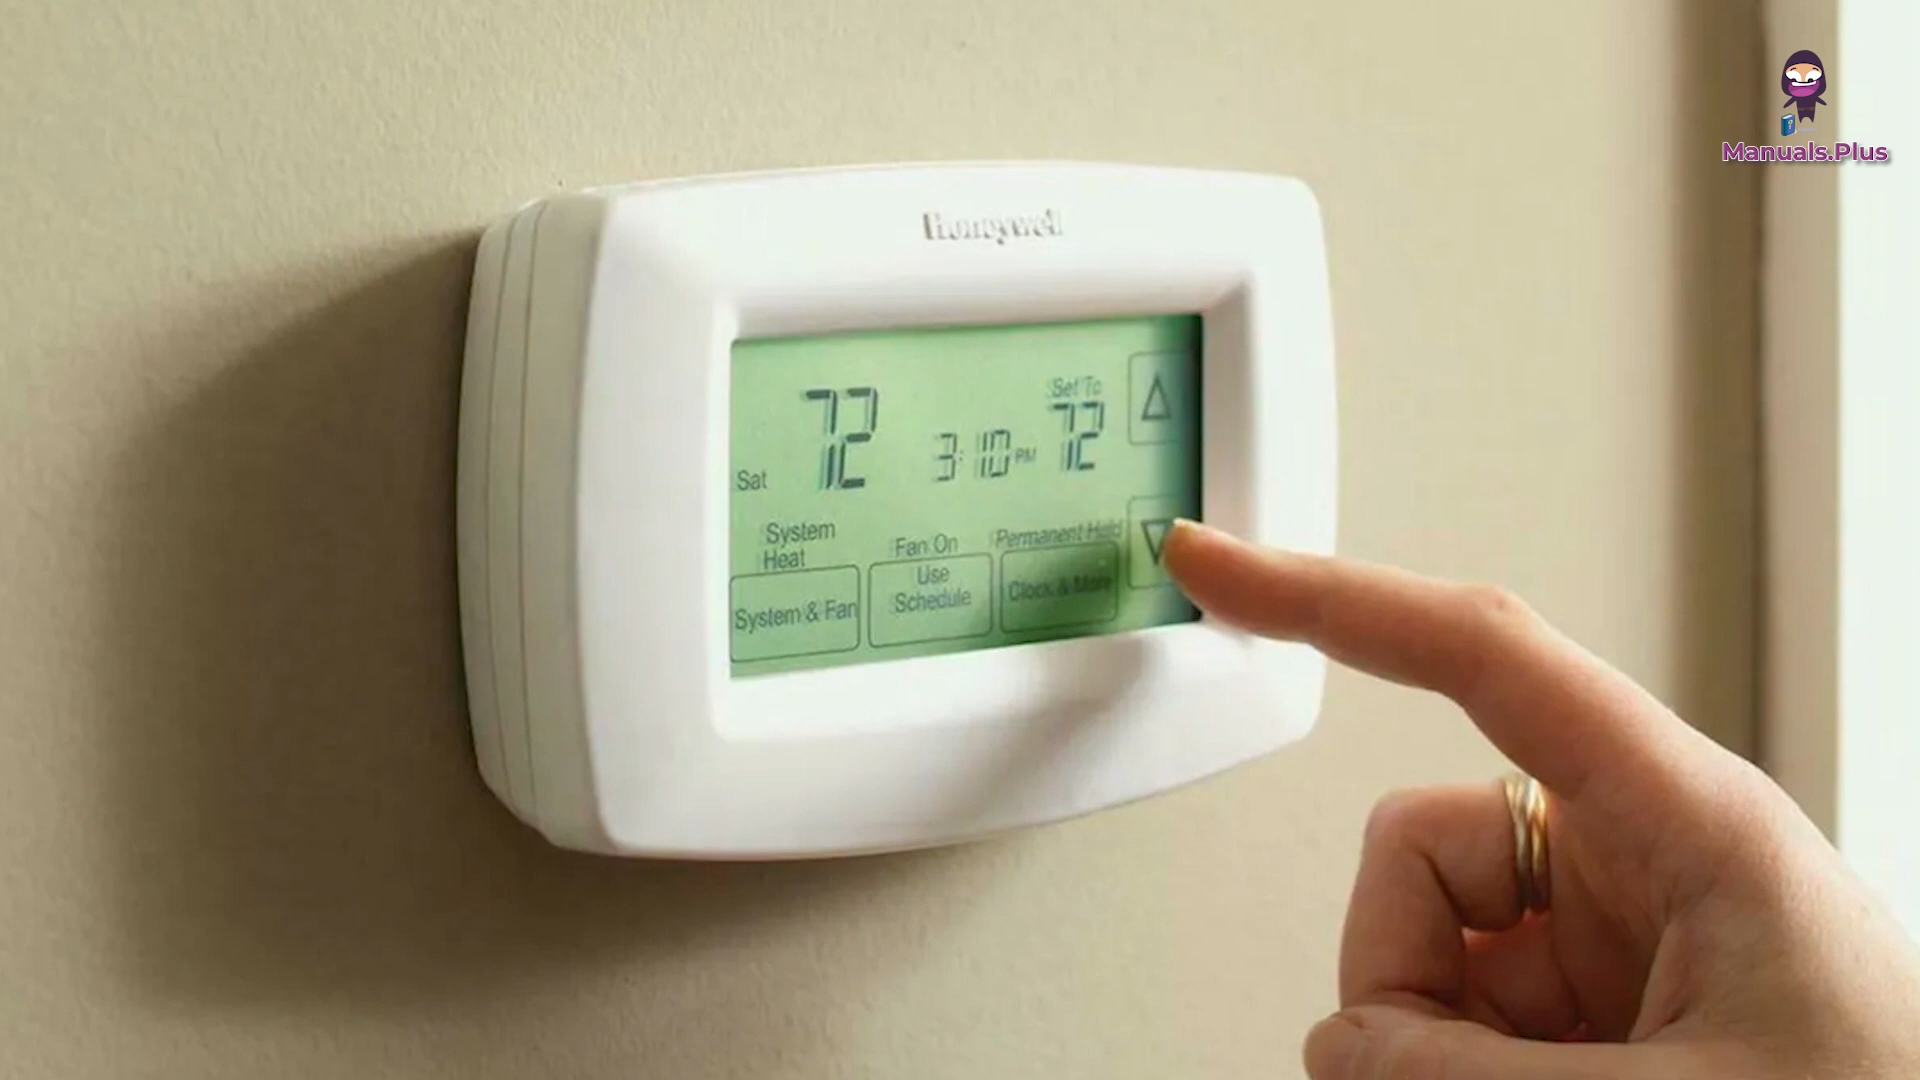 Manuals.Plus
Honeywell
72
Set To
72
3:10 PM
Sat
System
Heat
Fan On
Permanent Hold
System & Fan
Use
Schedule
Clock & More